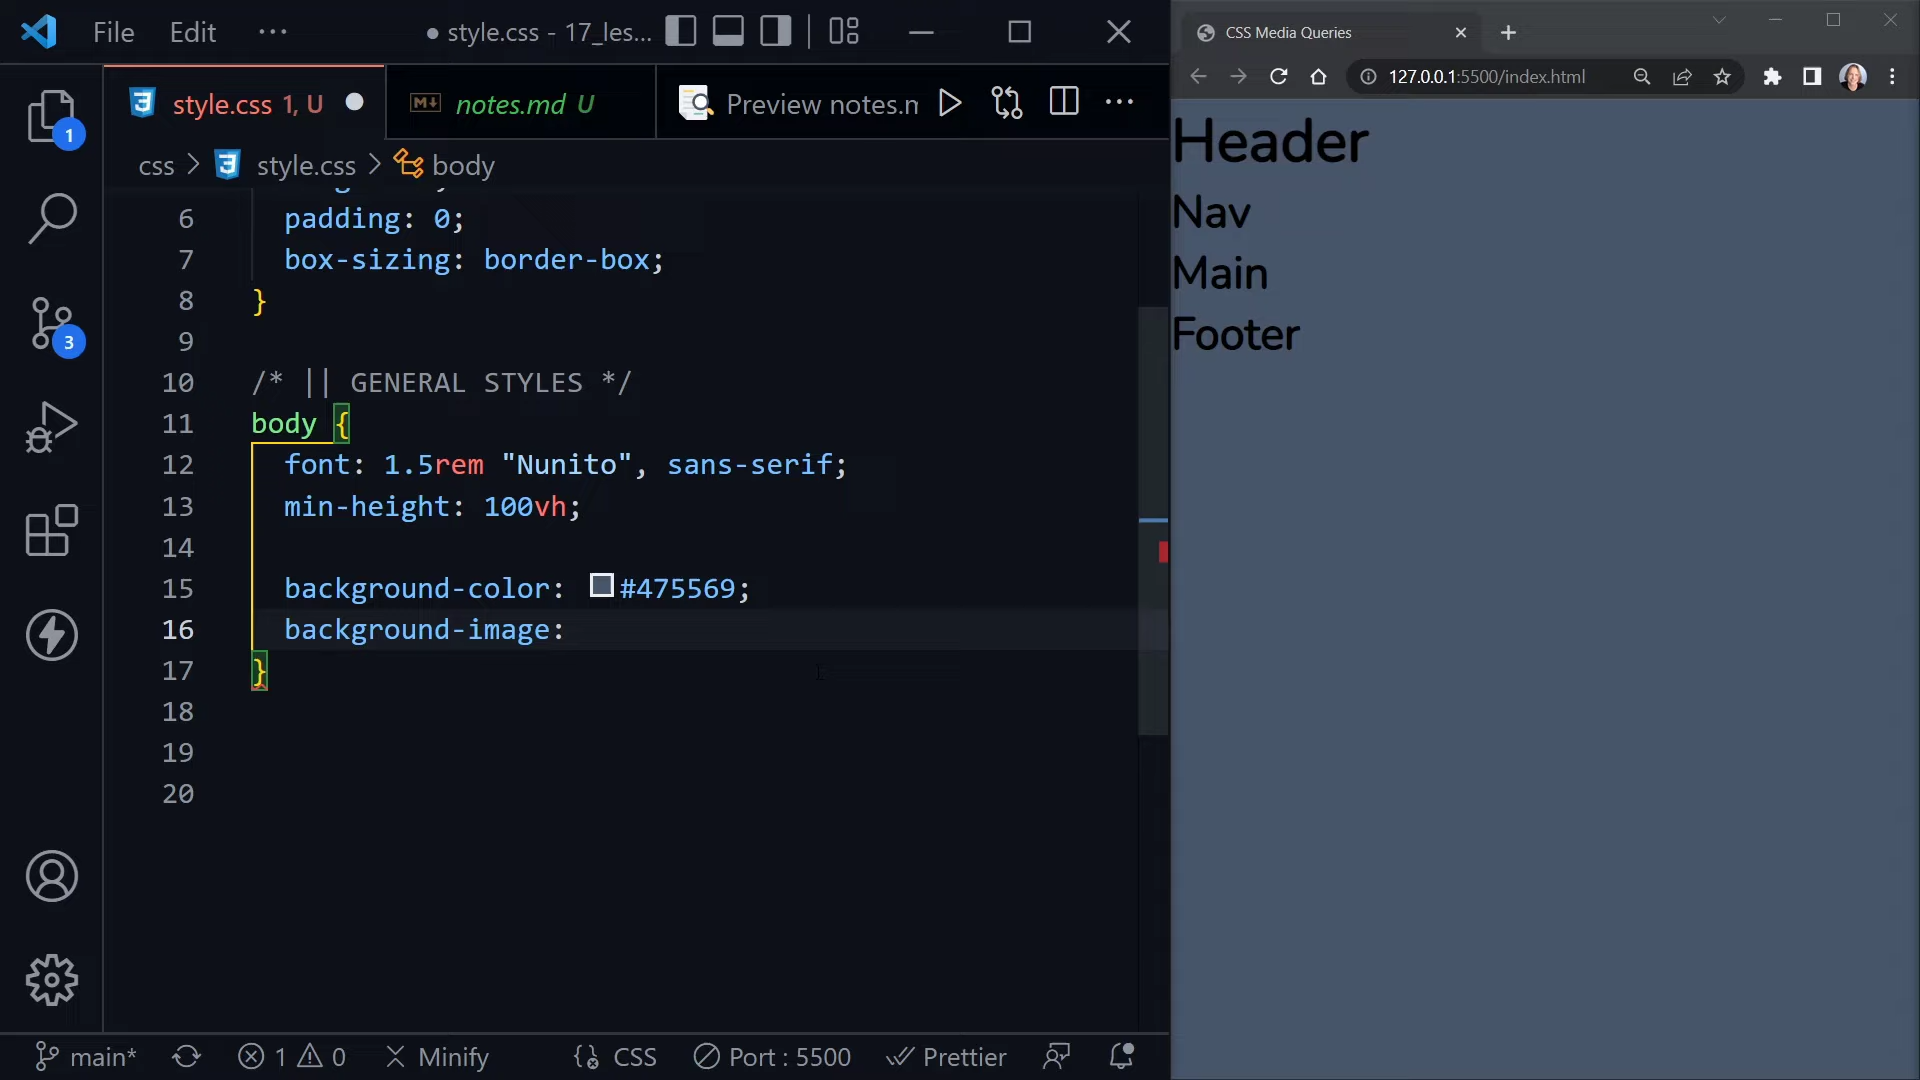 File Edit ··· ● style.css - 17_les...
style.css 1, U ● notes.md U Preview notes.m ···
css > style.css > body
6 padding: 0;
7 box-sizing: border-box;
8 }
9
10 /* || GENERAL STYLES */
11 body {
12 font: 1.5rem "Nunito", sans-serif;
13 min-height: 100vh;
14
15 background-color: #475569;
16 background-image:
17 }
18
19
20
1
3
main* 1 0 Minify CSS Port : 5500 Prettier
CSS Media Queries
127.0.0.1:5500/index.html
Header
Nav
Main
Footer